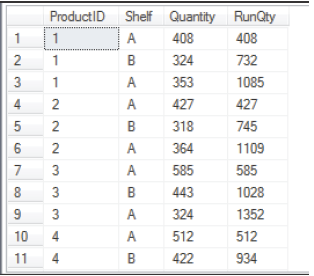 ProductID Shelf Quantity RunQty
1 1 A 408 408
2 1 B 324 732
3 1 A 353 1085
4 2 A 427 427
5 2 B 318 745
6 2 A 364 1109
7 3 A 585 585
8 3 B 443 1028
9 3 A 324 1352
10 4 A 512 512
11 4 B 422 934